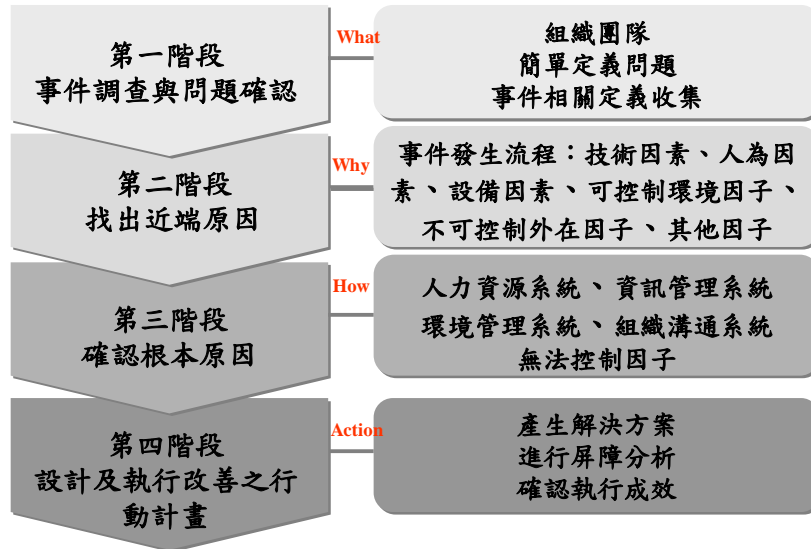 第一階段
事件調查與問題確認
What
組織團隊
簡單定義問題
事件相關定義收集
第二階段
找出近端原因
Why
事件發生流程：技術因素、人為因
素、設備因素、可控制環境因子、
不可控制外在因子、其他因子
第三階段
確認根本原因
How
人力資源系統、資訊管理系統
環境管理系統、組織溝通系統
無法控制因子
第四階段
設計及執行改善之行
動計畫
Action
產生解決方案
進行屏障分析
確認執行成效